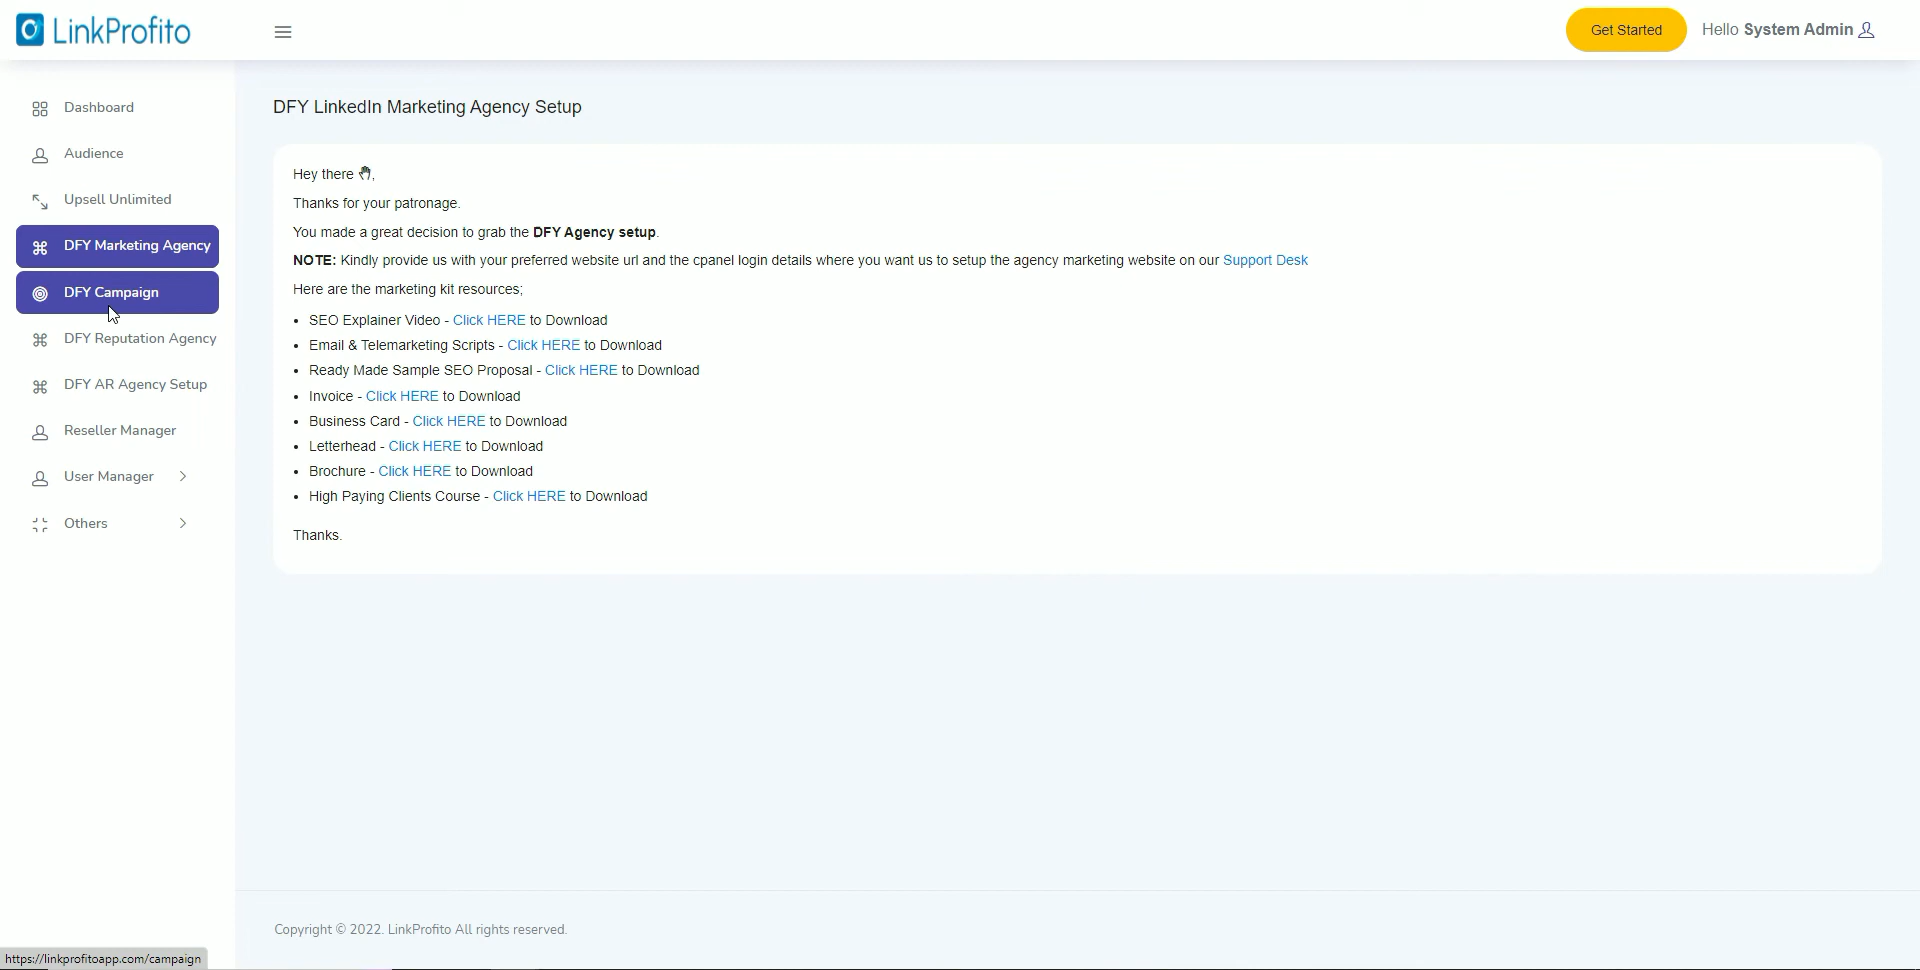 LinkProfito
Get Started
Hello System Admin
Dashboard
Audience
Upsell Unlimited
DFY Marketing Agency
DFY Campaign
DFY Reputation Agency
DFY AR Agency Setup
Reseller Manager
User Manager
Others
DFY LinkedIn Marketing Agency Setup
Hey there 🖐,
Thanks for your patronage.
You made a great decision to grab the DFY Agency setup.
NOTE: Kindly provide us with your preferred website url and the cpanel login details where you want us to setup the agency marketing website on our Support Desk
Here are the marketing kit resources;
• SEO Explainer Video - Click HERE to Download
• Email & Telemarketing Scripts - Click HERE to Download
• Ready Made Sample SEO Proposal - Click HERE to Download
• Invoice - Click HERE to Download
• Business Card - Click HERE to Download
• Letterhead - Click HERE to Download
• Brochure - Click HERE to Download
• High Paying Clients Course - Click HERE to Download
Thanks.
Copyright © 2022. LinkProfito All rights reserved.
https://linkprofitoapp.com/campaign